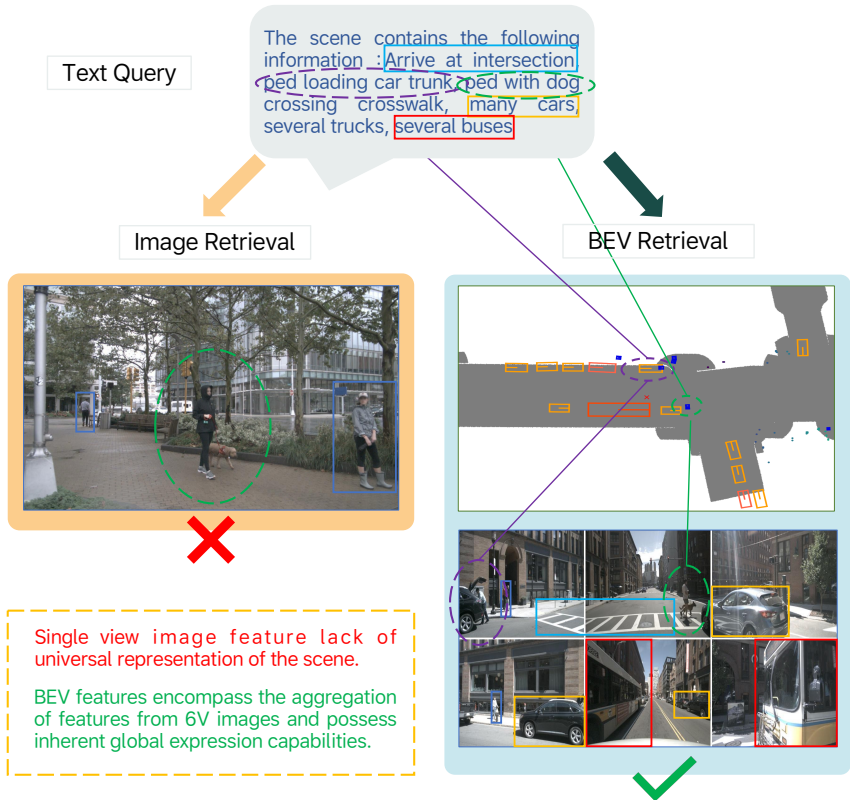 The scene contains the following
information :Arrive at intersection,
ped loading car trunk, ped with dog
crossing crosswalk, many cars,
several trucks, several buses
Text Query
Image Retrieval
BEV Retrieval
Single view image feature lack of
universal representation of the scene.
BEV features encompass the aggregation
of features from 6V images and possess
inherent global expression capabilities.